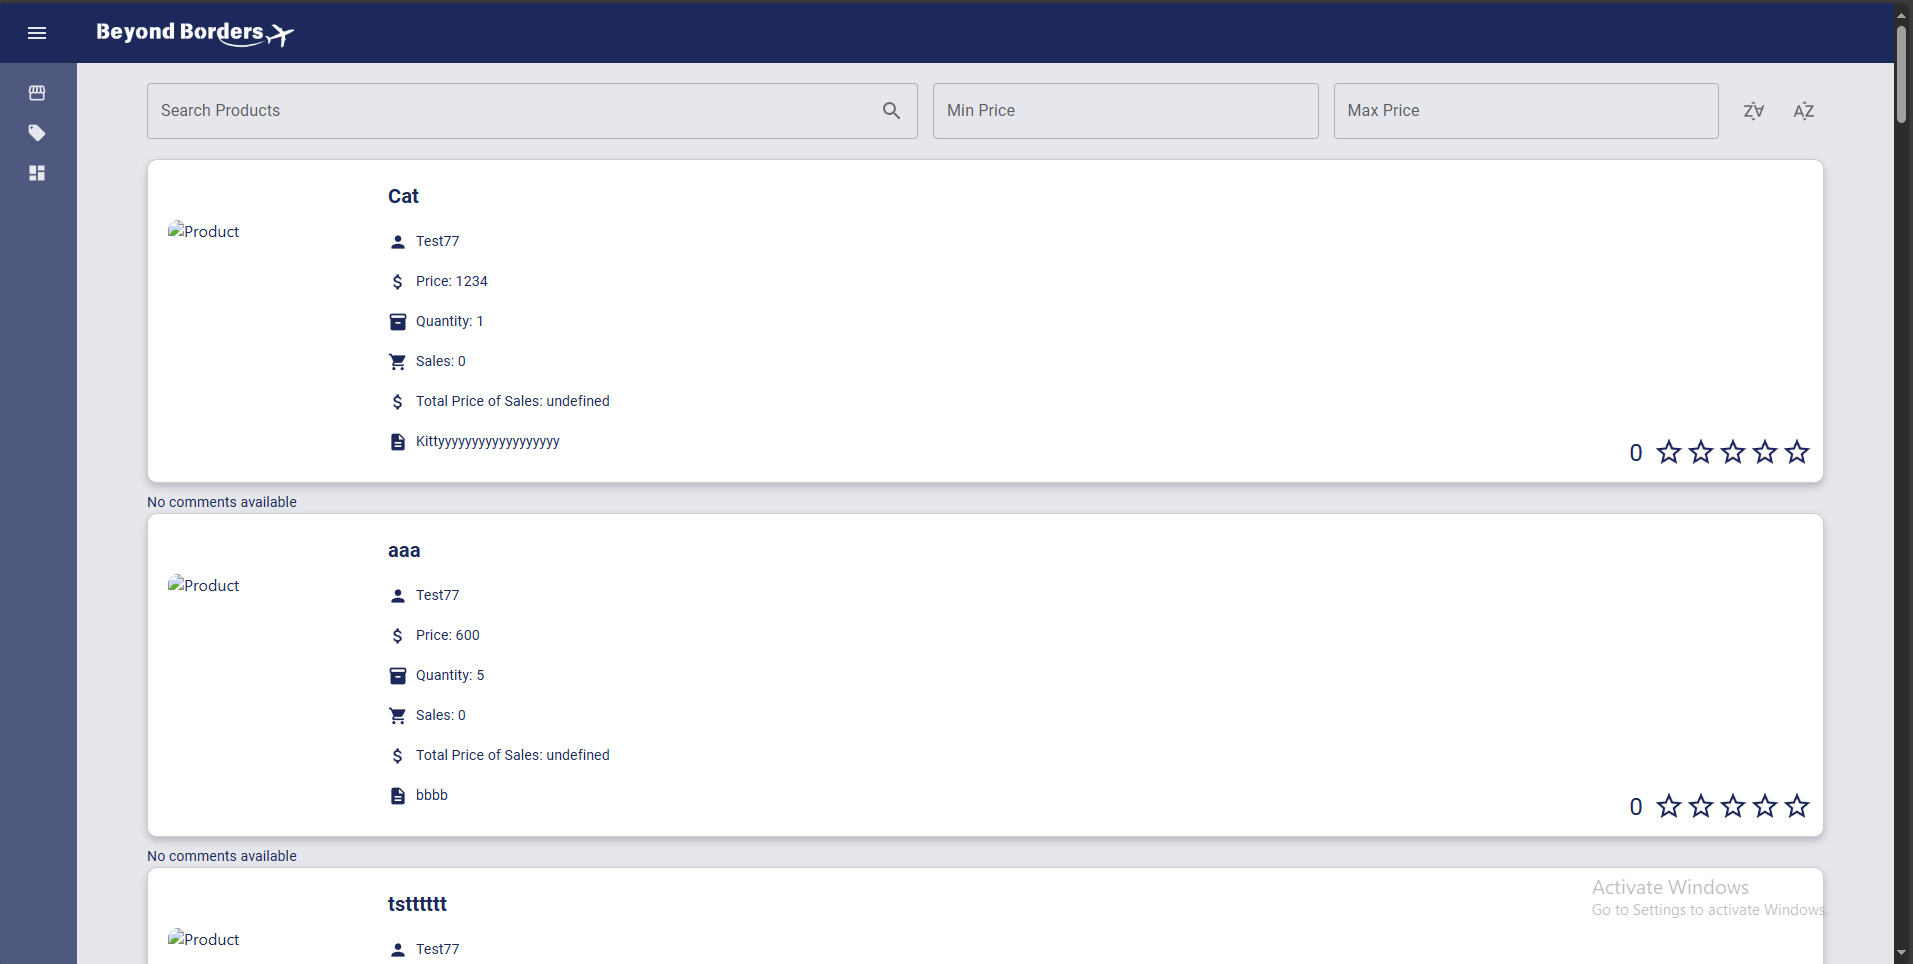 Beyond Borders
Search Products
Min Price
Max Price
Cat
Product
Test77
Price: 1234
Quantity: 1
Sales: 0
Total Price of Sales: undefined
Kittyyyyyyyyyyyyyyyyyyy
0
No comments available
aaa
Product
Test77
Price: 600
Quantity: 5
Sales: 0
Total Price of Sales: undefined
bbbb
0
No comments available
tstttttt
Product
Test77
Activate Windows
Go to Settings to activate Windows.